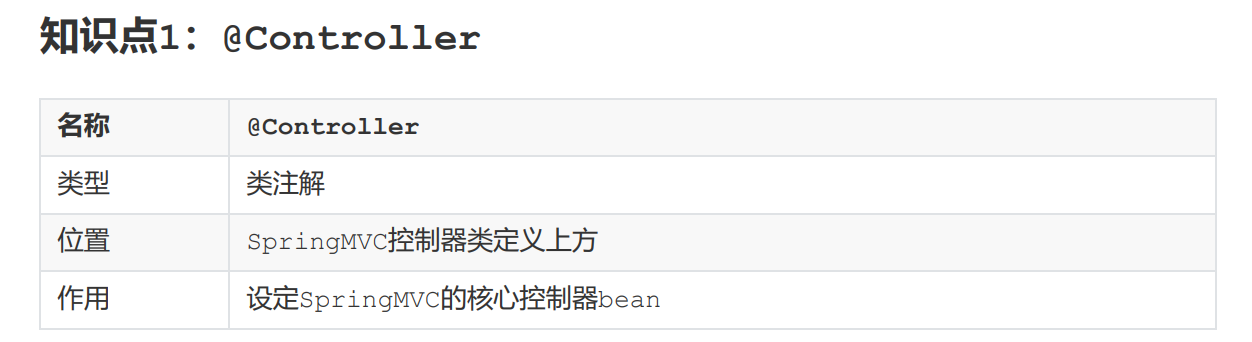 知识点1：@Controller
名称 @Controller
类型 类注解
位置 SpringMVC控制器类定义上方
作用 设定SpringMVC的核心控制器bean